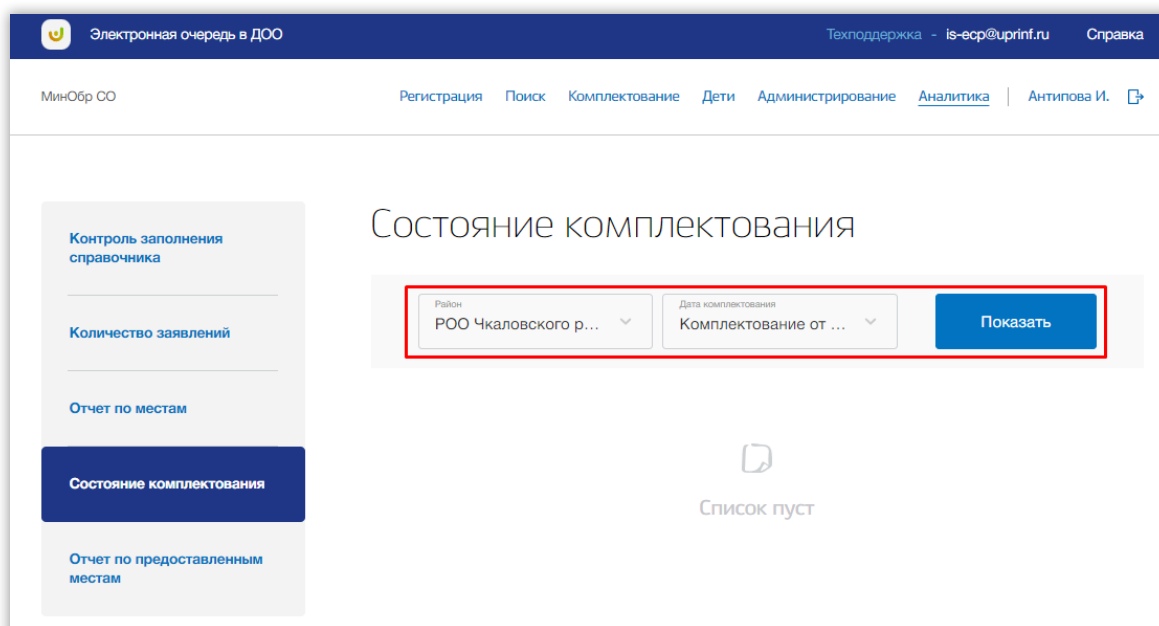 Электронная очередь в ДОО
Техподдержка - is-ecp@uprinf.ru Справка
МинОбр СО
Регистрация Поиск Комплектование Дети Администрирование Аналитика Антипова И.
Состояние комплектования
Контроль заполнения
справочника
Количество заявлений
Отчет по местам
Состояние комплектования
Отчет по предоставленным
местам
Район
РОО Чкаловского р...
Дата комплектования
Комплектование от ...
Показать
Список пуст